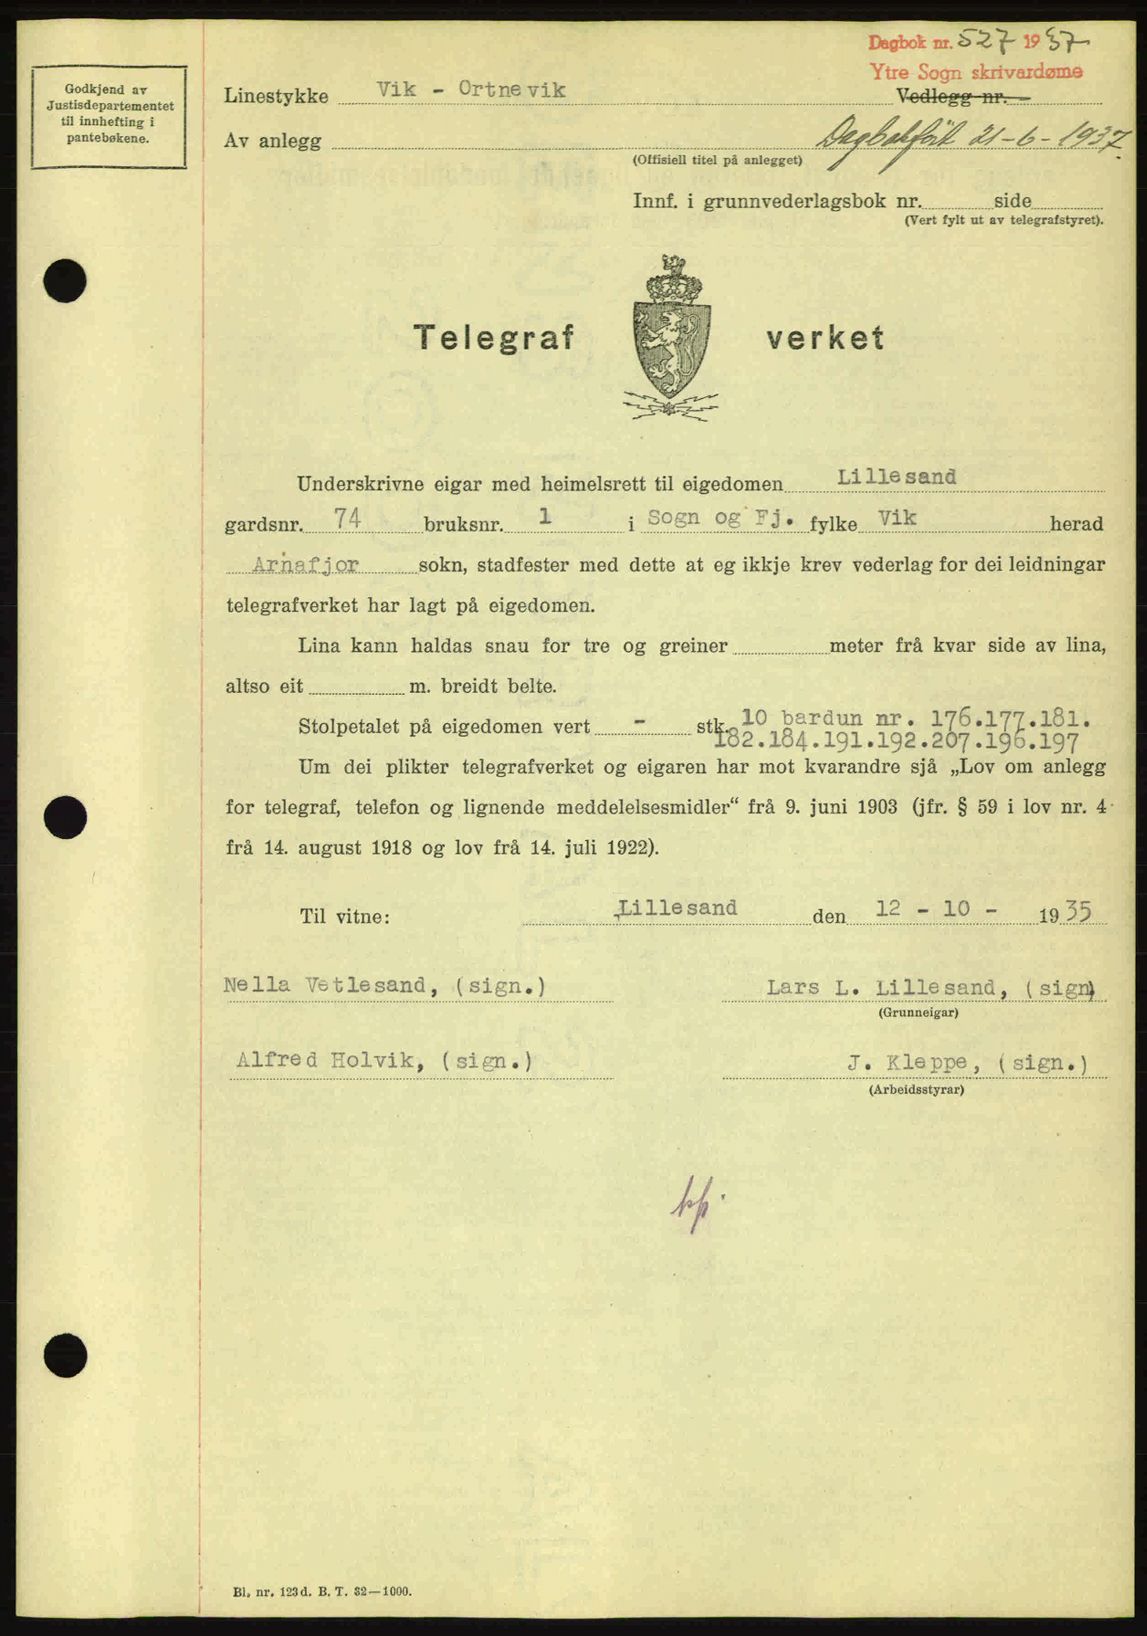 Dagbok nr. 527 1937
Ytre Sogn skrivardøme
Godkjend av
Justisdepartementet
til innhefting i
pantebøkene.
Linestykke Vik - Ortnevik Vedlegg nr. -
Av anlegg Dagbokført 21-6-1937.
(Offisiell titel på anlegget)
Innf. i grunnvederlagsbok nr. side
(Vert fylt ut av telegrafstyret).
Telegraf verket
Underskrivne eigar med heimelsrett til eigedomen Lillesand
gardsnr. 74 bruksnr. 1 i Sogn og Fj. fylke Vik herad
Arnafjor sokn, stadfester med dette at eg ikkje krev vederlag for dei leidningar
telegrafverket har lagt på eigedomen.
Lina kann haldas snau for tre og greiner meter frå kvar side av lina,
altso eit m. breidt belte.
Stolpetalet på eigedomen vert - stk. 10 bardun nr. 176.177.181.
182.184.191.192.207.196.197
Um dei plikter telegrafverket og eigaren har mot kvarandre sjå „Lov om anlegg
for telegraf, telefon og lignende meddelelsesmidler“ frå 9. juni 1903 (jfr. § 59 i lov nr. 4
frå 14. august 1918 og lov frå 14. juli 1922).
Til vitne: Lillesand den 12 - 10 - 1935
Nella Vetlesand, (sign.) Lars L. Lillesand, (sign)
(Grunneigar)
Alfred Holvik, (sign.) J. Kleppe, (sign.)
(Arbeidsstyrar)
Bl. nr. 123d. B. T. 32—1000.